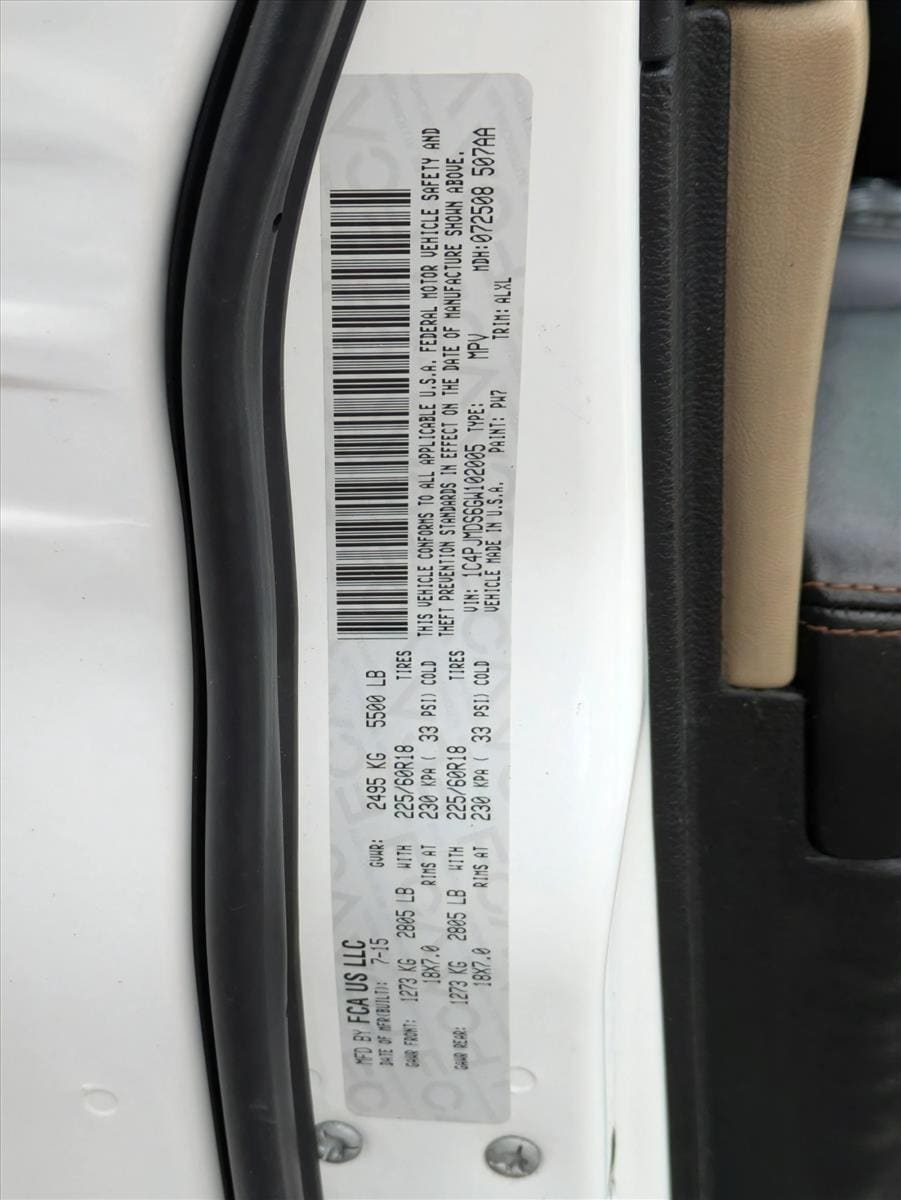 MFD BY FCA US LLC
DATE OF MFR(BUILT): 7-15 GVWR: 2495 KG 5500 LB
GAWR FRONT: 1273 KG 2805 LB WITH 225/60R18 TIRES
18X7.0 RIMS AT 230 KPA ( 33 PSI) COLD
GAWR REAR: 1273 KG 2805 LB WITH 225/60R18 TIRES
18X7.0 RIMS AT 230 KPA ( 33 PSI) COLD
THIS VEHICLE CONFORMS TO ALL APPLICABLE U.S.A. FEDERAL MOTOR VEHICLE SAFETY AND
THEFT PREVENTION STANDARDS IN EFFECT ON THE DATE OF MANUFACTURE SHOWN ABOVE.
VIN: 1C4PJMDS6GW102005 TYPE: MPV MDH:072508 507AA
VEHICLE MADE IN U.S.A. PAINT: PW7 TRIM: ALXL